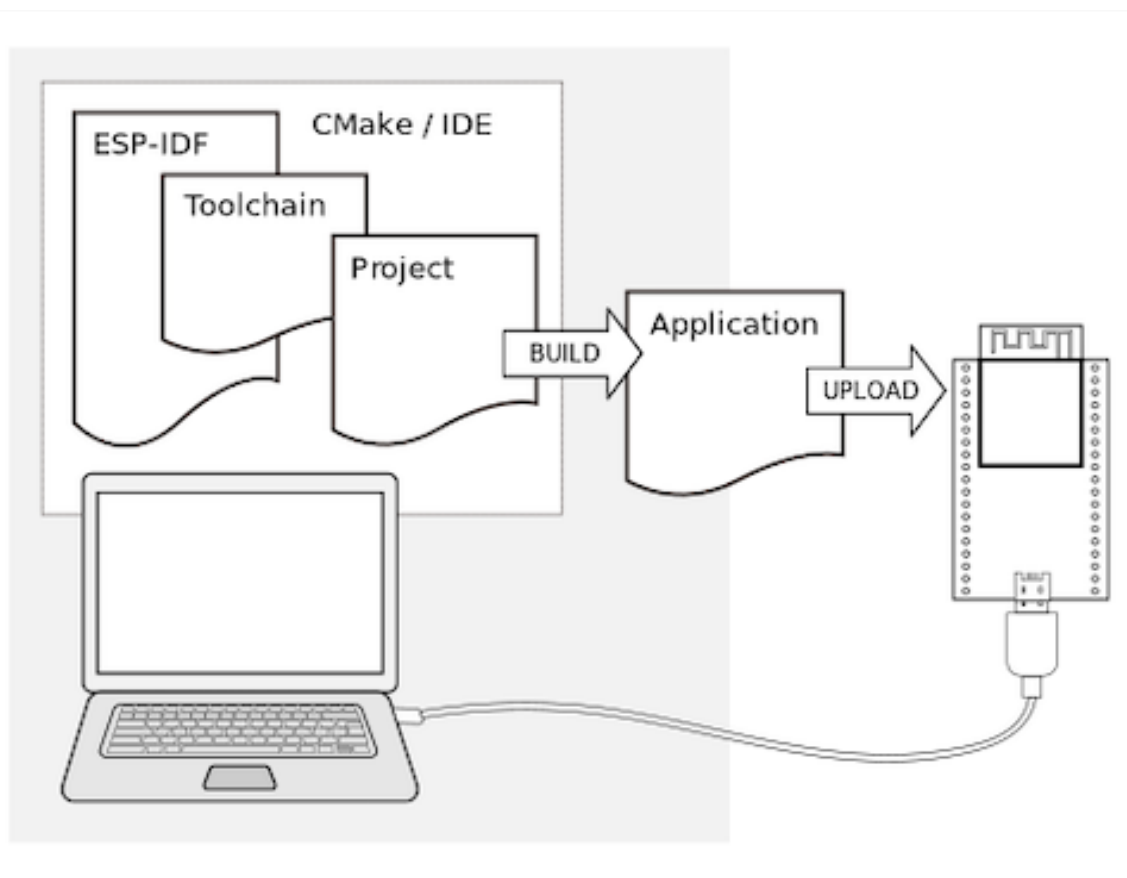 ESP-IDF
CMake / IDE
Toolchain
Project
BUILD
Application
UPLOAD